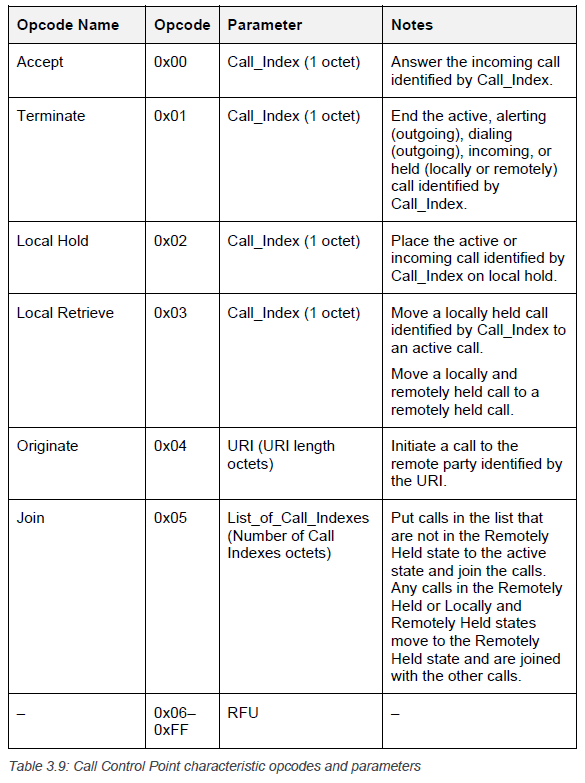 Opcode Name Opcode Parameter Notes
Accept 0x00 Call_Index (1 octet) Answer the incoming call
identified by Call_Index.
Terminate 0x01 Call_Index (1 octet) End the active, alerting
(outgoing), dialing
(outgoing), incoming, or
held (locally or remotely)
call identified by
Call_Index.
Local Hold 0x02 Call_Index (1 octet) Place the active or
incoming call identified by
Call_Index on local hold.
Local Retrieve 0x03 Call_Index (1 octet) Move a locally held call
identified by Call_Index to
an active call.
Move a locally and
remotely held call to a
remotely held call.
Originate 0x04 URI (URI length Initiate a call to the
octets) remote party identified by
the URI.
Join 0x05 List_of_Call_Indexes Put calls in the list that
(Number of Call are not in the Remotely
Indexes octets) Held state to the active
state and join the calls.
Any calls in the Remotely
Held or Locally and
Remotely Held states
move to the Remotely
Held state and are joined
with the other calls.
– 0x06– RFU –
0xFF
Table 3.9: Call Control Point characteristic opcodes and parameters